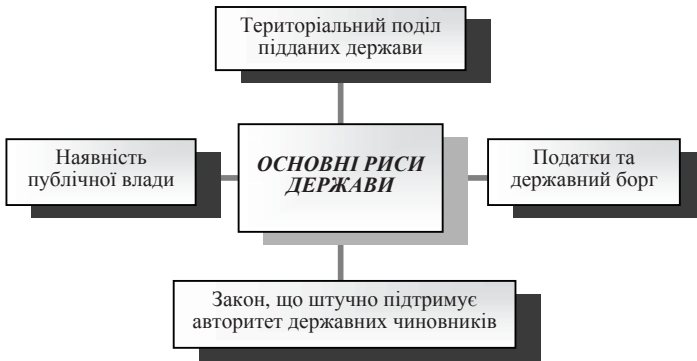 Територіальний поділ
підданих держави
Наявність
публічної влади
ОСНОВНІ РИСИ
ДЕРЖАВИ
Податки та
державний борг
Закон, що штучно підтримує
авторитет державних чиновників